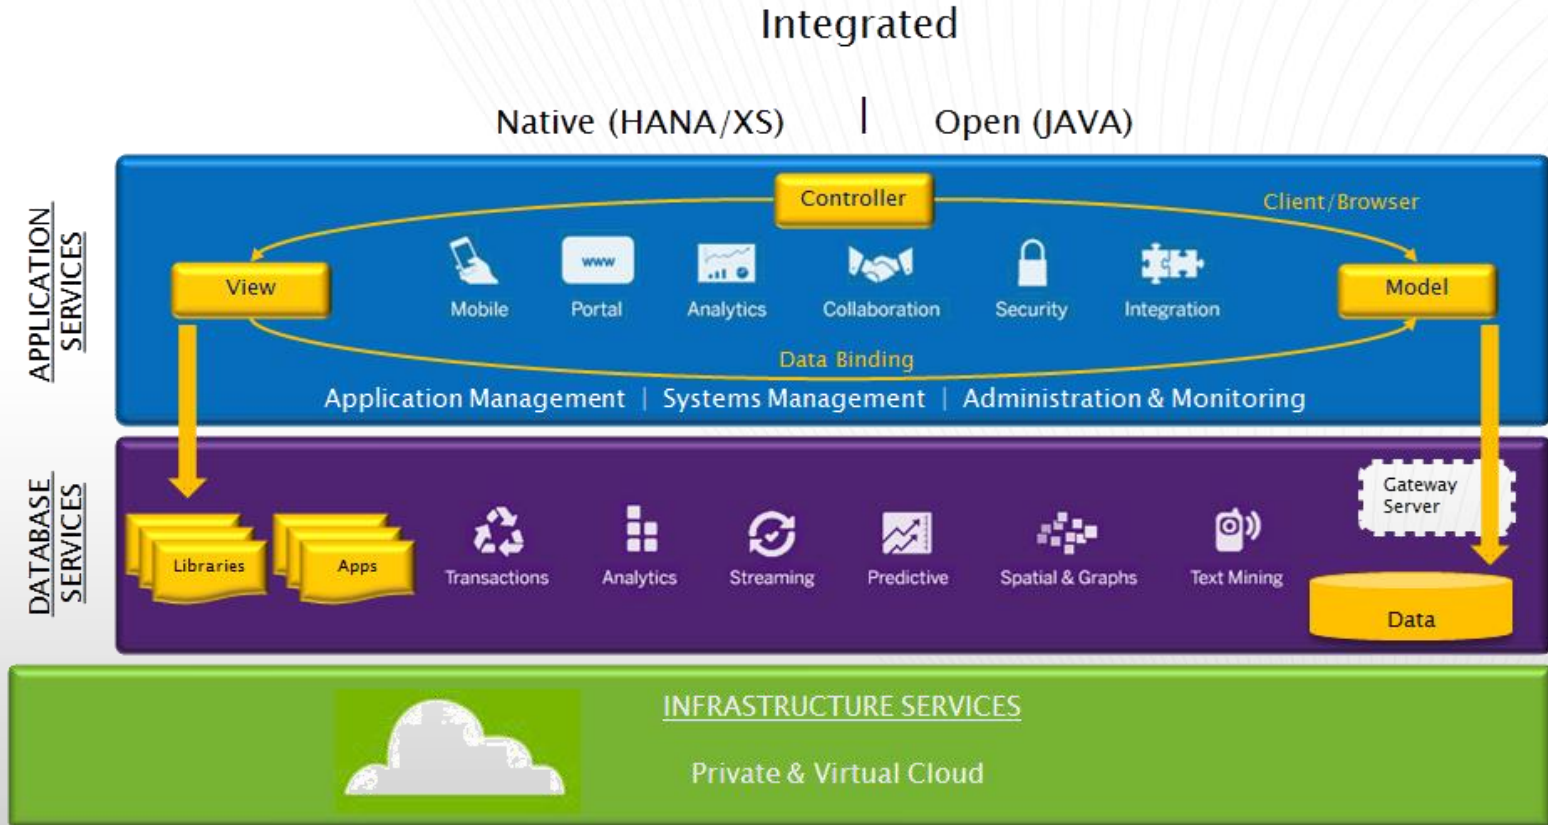 Integrated
Native (HANA/XS) | Open (JAVA)
APPLICATION
SERVICES
Controller
Client/Browser
View
Model
www
Mobile
Portal
Analytics
Collaboration
Security
Integration
Data Binding
Application Management | Systems Management | Administration & Monitoring
DATABASE
SERVICES
Gateway
Server
Libraries
Apps
Transactions
Analytics
Streaming
Predictive
Spatial & Graphs
Text Mining
Data
INFRASTRUCTURE SERVICES
Private & Virtual Cloud